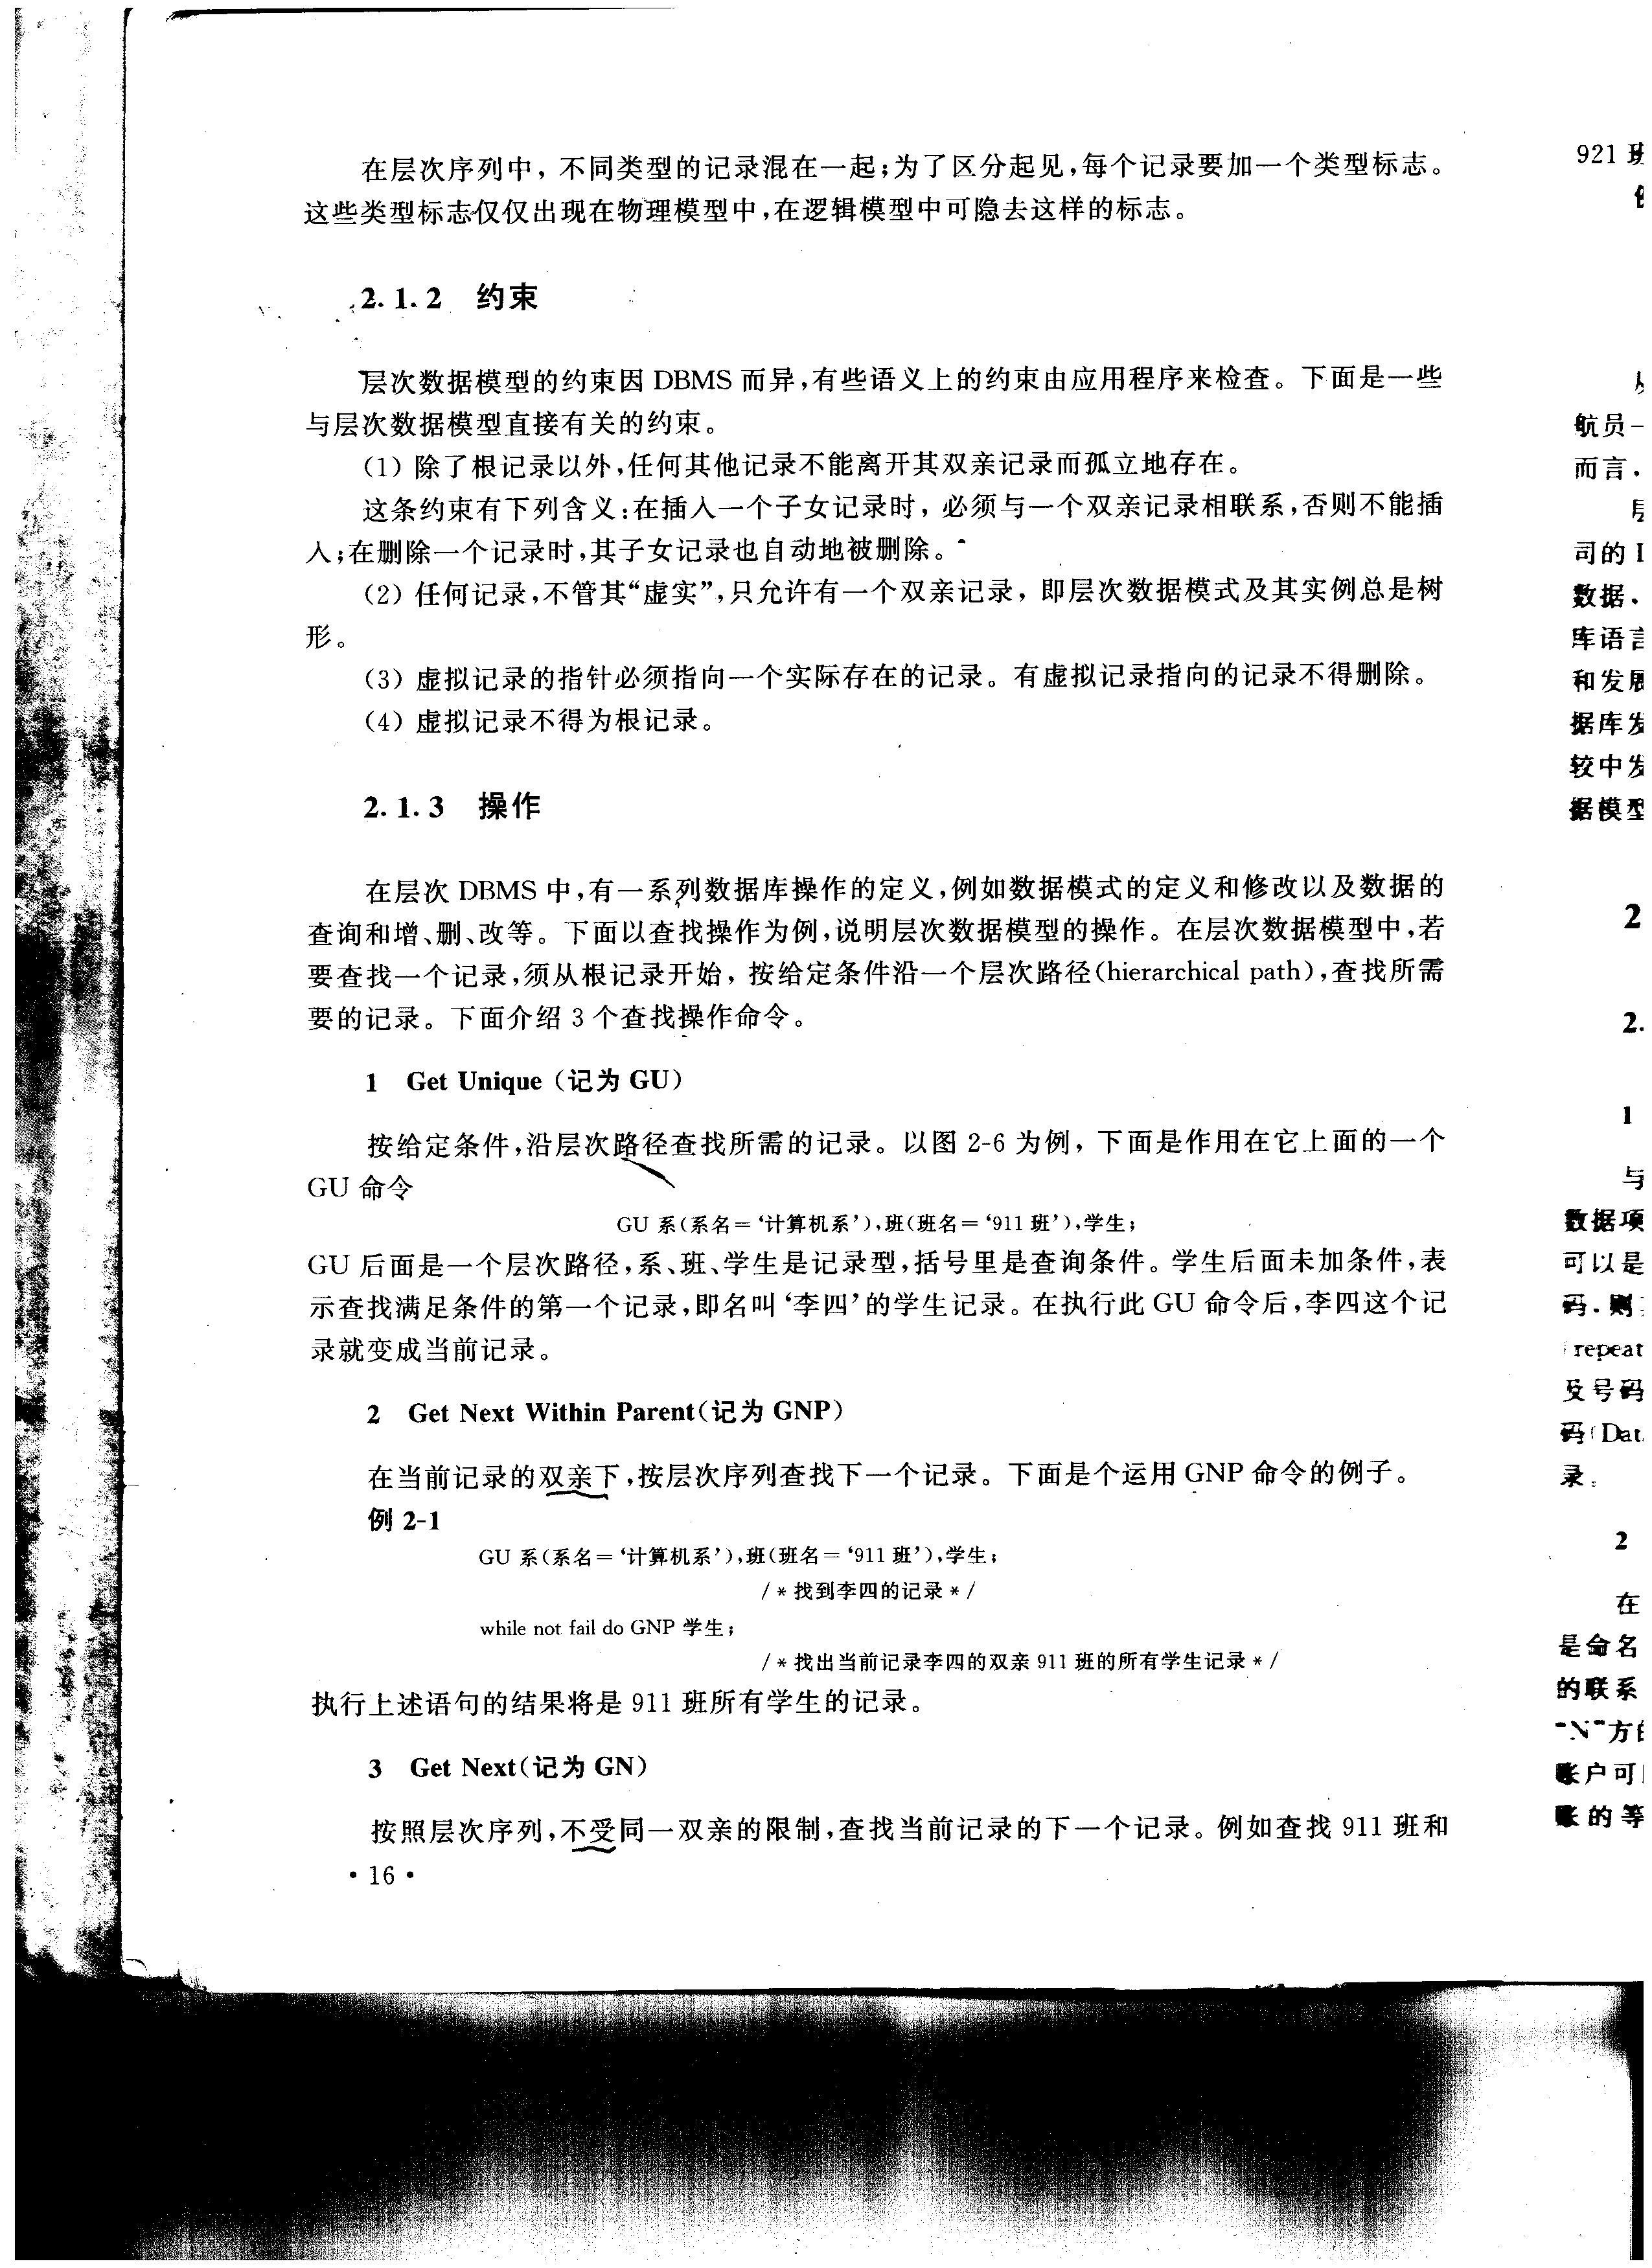 在层次序列中，不同类型的记录混在一起；为了区分起见，每个记录要加一个类型标志。
这些类型标志仅仅出现在物理模型中，在逻辑模型中可隐去这样的标志。
2.1.2 约束
层次数据模型的约束因 DBMS 而异，有些语义上的约束由应用程序来检查。下面是一些
与层次数据模型直接有关的约束。
(1) 除了根记录以外，任何其他记录不能离开其双亲记录而孤立地存在。
这条约束有下列含义：在插入一个子女记录时，必须与一个双亲记录相联系，否则不能插
入；在删除一个记录时，其子女记录也自动地被删除。
(2) 任何记录，不管其“虚实”，只允许有一个双亲记录，即层次数据模式及其实例总是树
形。
(3) 虚拟记录的指针必须指向一个实际存在的记录。有虚拟记录指向的记录不得删除。
(4) 虚拟记录不得为根记录。
2.1.3 操作
在层次 DBMS 中，有一系列数据库操作的定义，例如数据模式的定义和修改以及数据的
查询和增、删、改等。下面以查找操作为例，说明层次数据模型的操作。在层次数据模型中，若
要查找一个记录，须从根记录开始，按给定条件沿一个层次路径(hierarchical path)，查找所需
要的记录。下面介绍 3 个查找操作命令。
1 Get Unique (记为 GU)
按给定条件，沿层次路径查找所需的记录。以图 2-6 为例，下面是作用在它上面的一个
GU 命令
GU 系(系名=‘计算机系’)，班(班名=‘911 班’)，学生；
GU 后面是一个层次路径，系、班、学生是记录型，括号里是查询条件。学生后面未加条件，表
示查找满足条件的第一个记录，即名叫‘李四’的学生记录。在执行此 GU 命令后，李四这个记
录就变成当前记录。
2 Get Next Within Parent(记为 GNP)
在当前记录的双亲下，按层次序列查找下一个记录。下面是个运用 GNP 命令的例子。
例 2-1
GU 系(系名=‘计算机系’)，班(班名=‘911 班’)，学生；
/*找到李四的记录*/
while not fail do GNP 学生；
/*找出当前记录李四的双亲 911 班的所有学生记录*/
执行上述语句的结果将是 911 班所有学生的记录。
3 Get Next(记为 GN)
按照层次序列，不受同一双亲的限制，查找当前记录的下一个记录。例如查找 911 班和
·16·
921 班
航员一
而言，
司的 I
数据、
库语言
和发展
据库发
较中发
据模型
2
2.
1
与
数据项
可以是
码，则
(repeat
及号码
码(Dat
录。
2
在
是命名
的联系
“N”方
账户可
账的等